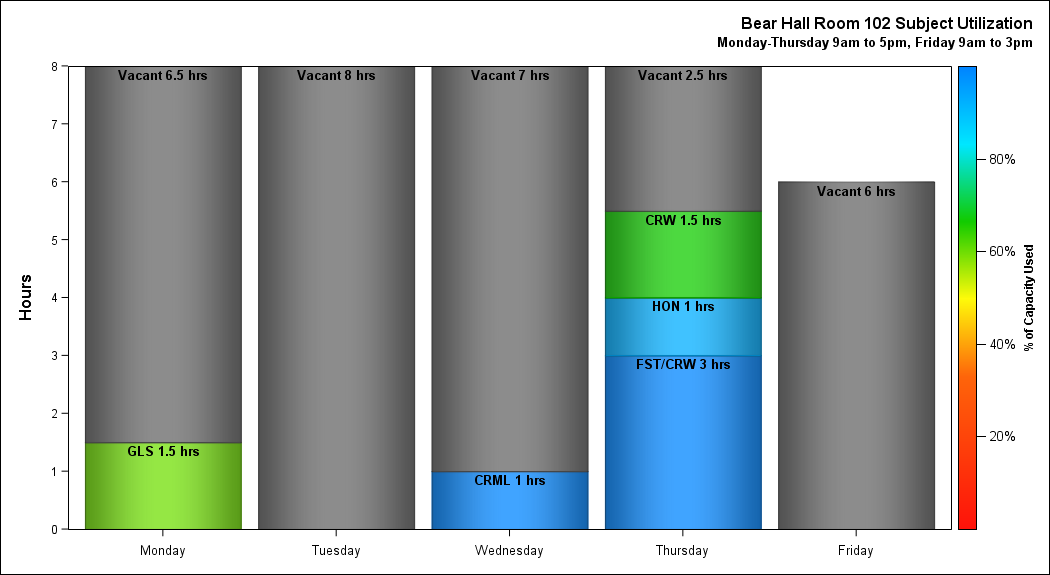 Bear Hall Room 102 Subject Utilization
Monday-Thursday 9am to 5pm, Friday 9am to 3pm
8
7
6
5
4
3
2
1
0
Hours
Vacant 6.5 hrs
GLS 1.5 hrs
Vacant 8 hrs
Vacant 7 hrs
CRML 1 hrs
Vacant 2.5 hrs
CRW 1.5 hrs
HON 1 hrs
FST/CRW 3 hrs
Vacant 6 hrs
Monday
Tuesday
Wednesday
Thursday
Friday
80%
60%
40%
20%
% of Capacity Used